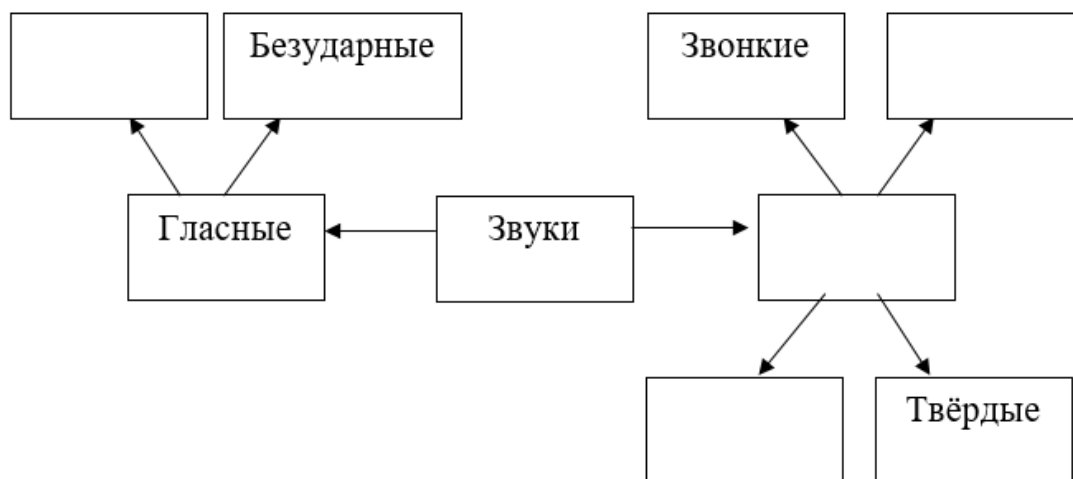 Безударные
Звонкие
Гласные
Звуки
Твёрдые